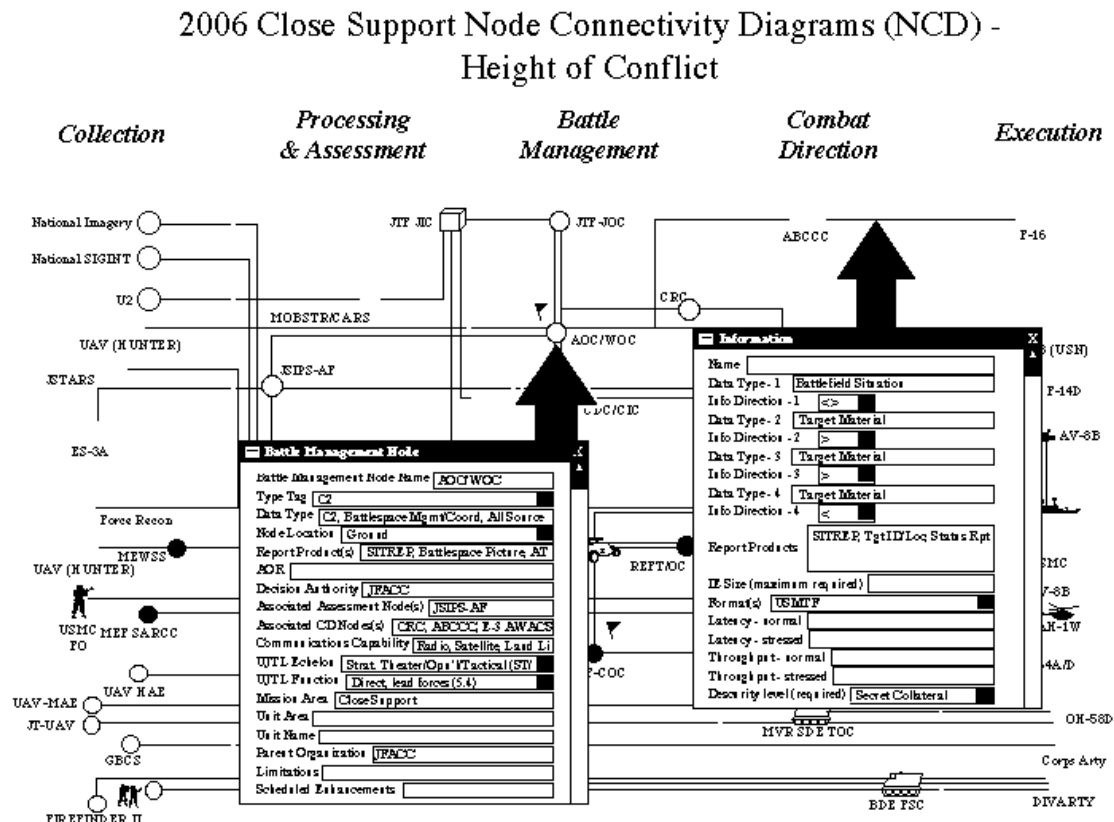 2006 Close Support Node Connectivity Diagrams (NCD) -
Height of Conflict
Collection
Processing
& Assessment
Battle
Management
Combat
Direction
Execution
National Imagery
JTF JIC
JTF-JOC
ABCCC
F-16
National SIGINT
U2
CRC
MOBSTR/CARS
UAV (HUNTER)
AOC/WOC
(USN)
JSTARS
JSIPS-AF
F-14D
CDC/CIC
ES-3A
AV-8B
Force Recon
MEWSS
UAV (HUNTER)
REFT/OC
USMC
FO
MEF SARCC
AH-1W
UAV HAE
UAV-MAE
JT-UAV
GBCS
FIREFINDER II
MVR SDE TOC
OH-58D
Corps Arty
BDE FSC
DIVARTY
Battle Management Node
X
Battle Management Node Name AOC/WOC
Type Tag C2
Data Type C2, Battlespace Mgmt/Coord, All Source
Node Location Ground
Report Product(s) SITREP, Battlespace Picture, AT
AOR
Decision Authority JFACC
Associated Assessment Node(s) JSIPS-AF
Associated CD Nodes(s) CRC, ABCCC, E-3 AWACS
Communications Capability Radio, Satellite, Land Li
UJTL Echelon Strat. Theater/Op'l/Tactical (ST/
UJTL Function Direct, lead forces (5.4)
Mission Area CloseSupport
Unit Area
Unit Name
Parent Organization JFACC
Limitations
Scheduled Enhancements
Information
X
Name
Data Type - 1 Battlefield Situation
Info Direction - 1 <>
Data Type - 2 Target Material
Info Direction - 2 >
Data Type - 3 Target Material
Info Direction - 3 >
Data Type - 4 Target Material
Info Direction - 4 <
Report Products SITREP, Tgt ID/Loc, Status Rpt
IE Size (maximum required)
Format(s) USMTF
Latency - normal
Latency - stressed
Throughput - normal
Throughput - stressed
Descurity level (required) Secret Collateral